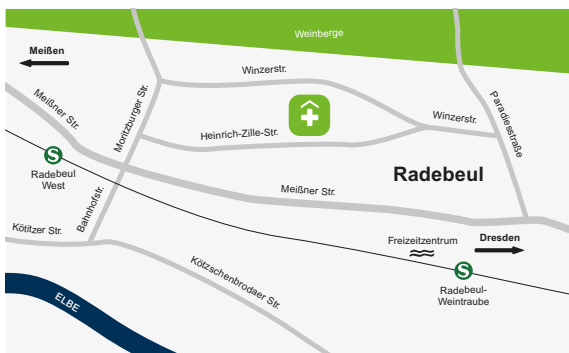 Weinberge
Meißen
Winzerstr.
Meißner Str.
Moritzburger Str.
Paradiesstraße
Winzerstr.
Heinrich-Zille-Str.
S
Radebeul
West
Radebeul
Meißner Str.
Bahnhofstr.
Kötitzer Str.
Freizeitzentrum
Dresden
Kötzschenbrodaer Str.
S
Radebeul-
Weintraube
ELBE